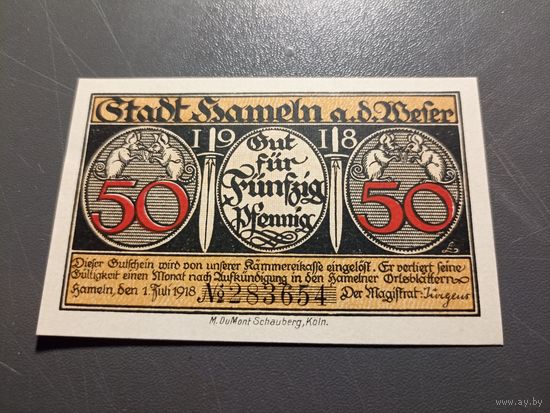 Stadt Hameln a.d. Weser
1918
50
Gut
für
Fünfzig
Pfennig
50
Dieser Gutschein wird von unserer Kämmereikasse eingelöst. Er verliert seine
Gültigkeit einen Monat nach Aufkündigung in den Hamelner Ortsblättern
Hameln, den 1. Juli 1918 № 283654 Der Magistrat: Jürgens
M. DuMont Schauberg, Köln.
www.ay.by